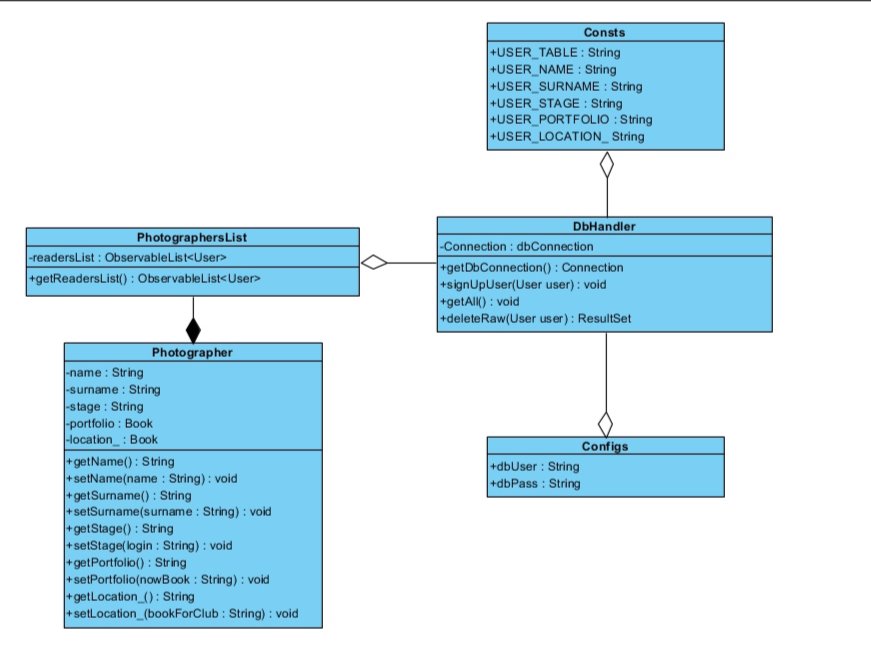 Consts
+USER_TABLE : String
+USER_NAME : String
+USER_SURNAME : String
+USER_STAGE : String
+USER_PORTFOLIO : String
+USER_LOCATION_ String
PhotographersList
-readersList : ObservableList<User>
+getReadersList() : ObservableList<User>
DbHandler
-Connection : dbConnection
+getDbConnection() : Connection
+signUpUser(User user) : void
+getAll() : void
+deleteRaw(User user) : ResultSet
Photographer
-name : String
-surname : String
-stage : String
-portfolio : Book
-location_ : Book
+getName() : String
+setName(name : String) : void
+getSurname() : String
+setSurname(surname : String) : void
+getStage() : String
+setStage(login : String) : void
+getPortfolio() : String
+setPortfolio(nowBook : String) : void
+getLocation_() : String
+setLocation_(bookForClub : String) : void
Configs
+dbUser : String
+dbPass : String